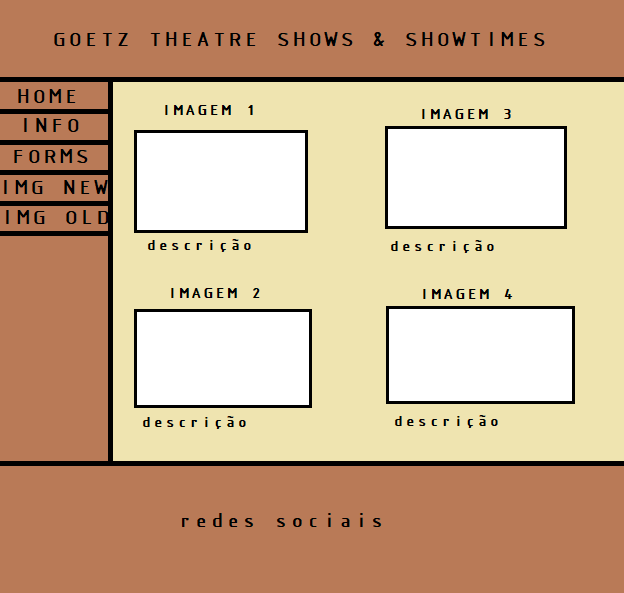 GOETZ THEATRE SHOWS & SHOWTIMES
HOME
INFO
FORMS
IMG NEW
IMG OLD
IMAGEM 1
descrição
IMAGEM 3
descrição
IMAGEM 2
descrição
IMAGEM 4
descrição
redes sociais